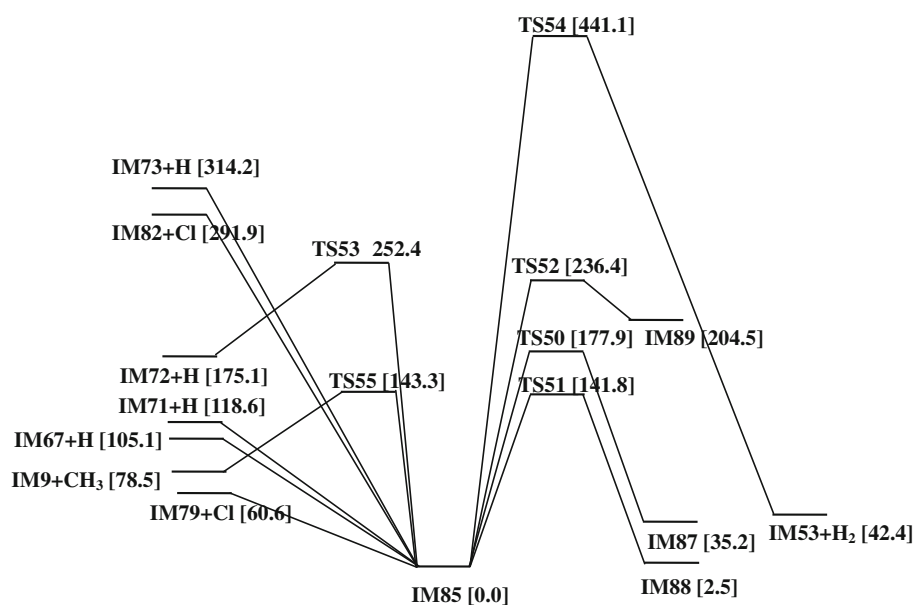 TS54 [441.1]
IM73+H [314.2]
IM82+Cl [291.9]
TS53 252.4
TS52 [236.4]
IM89 [204.5]
TS50 [177.9]
IM72+H [175.1]
TS55 [143.3]
TS51 [141.8]
IM71+H [118.6]
IM67+H [105.1]
IM9+CH₃ [78.5]
IM79+Cl [60.6]
IM53+H₂ [42.4]
IM87 [35.2]
IM88 [2.5]
IM85 [0.0]